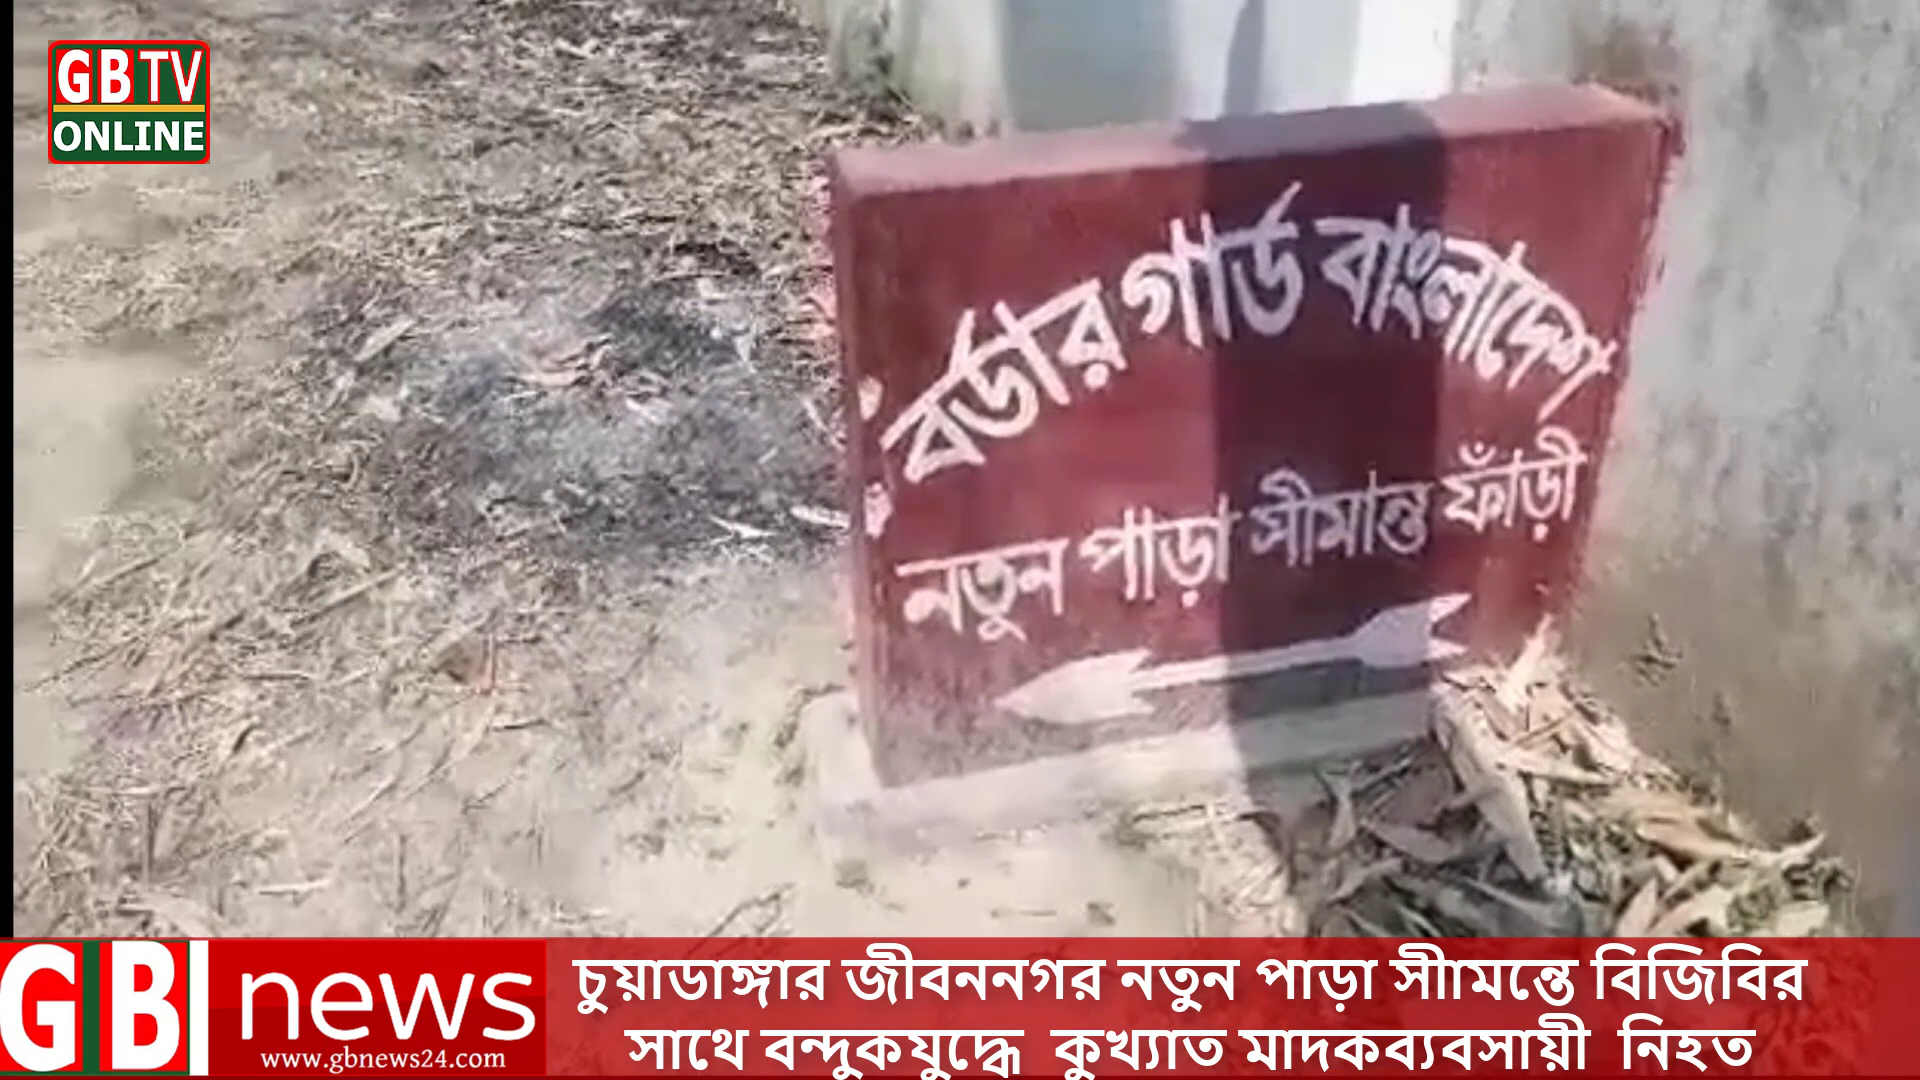 GBTV
ONLINE
বর্ডার গার্ড বাংলাদেশ
নতুন পাড়া সীমান্ত ফাঁড়ী
GB news
www.gbnews24.com
চুয়াডাঙ্গার জীবননগর নতুন পাড়া সীামন্তে বিজিবির
সাথে বন্দুকযুদ্ধে কুখ্যাত মাদকব্যবসায়ী নিহত